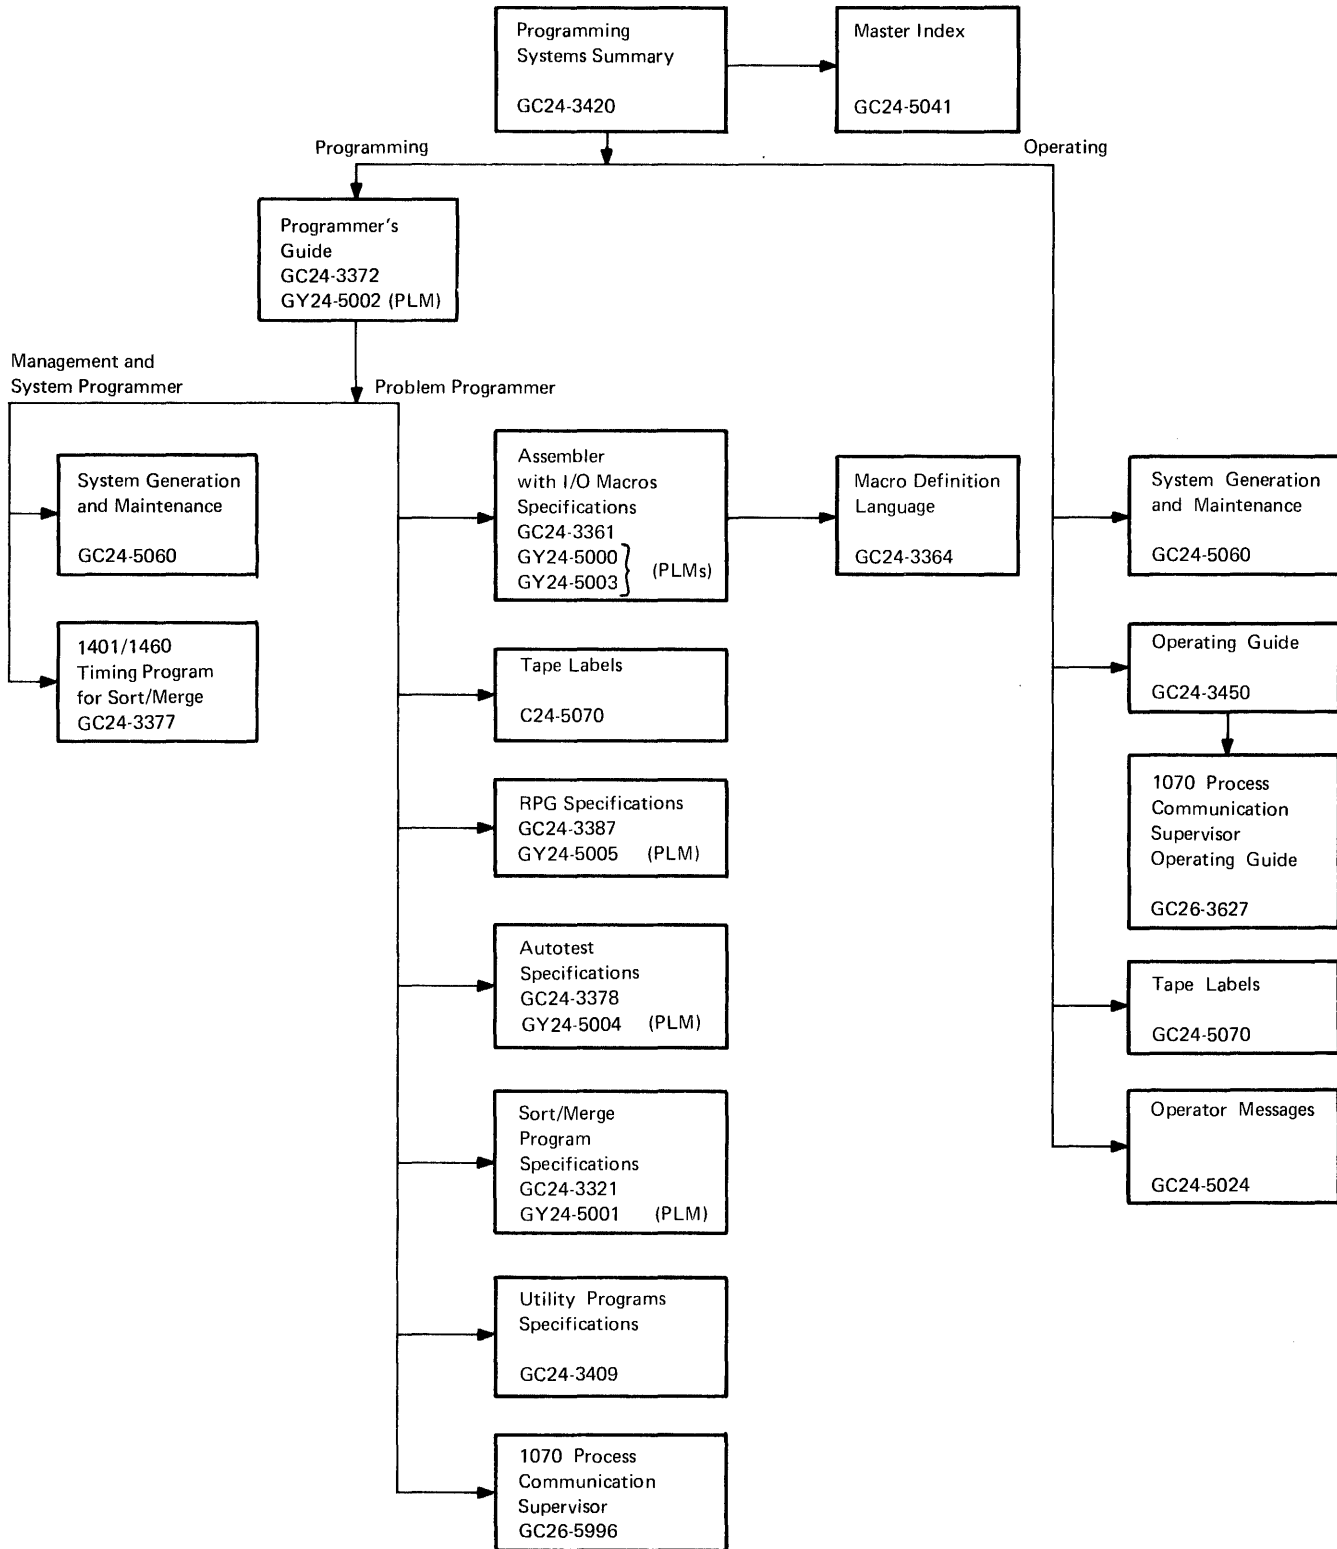 Programming
Systems Summary
GC24-3420
Master Index
GC24-5041
Programming
Operating
Programmer's
Guide
GC24-3372
GY24-5002 (PLM)
Management and
System Programmer
Problem Programmer
System Generation
and Maintenance
GC24-5060
1401/1460
Timing Program
for Sort/Merge
GC24-3377
Assembler
with I/O Macros
Specifications
GC24-3361
GY24-5000
GY24-5003
(PLMs)
Macro Definition
Language
GC24-3364
Tape Labels
C24-5070
RPG Specifications
GC24-3387
GY24-5005 (PLM)
Autotest
Specifications
GC24-3378
GY24-5004 (PLM)
Sort/Merge
Program
Specifications
GC24-3321
GY24-5001 (PLM)
Utility Programs
Specifications
GC24-3409
1070 Process
Communication
Supervisor
GC26-5996
System Generation
and Maintenance
GC24-5060
Operating Guide
GC24-3450
1070 Process
Communication
Supervisor
Operating Guide
GC26-3627
Tape Labels
GC24-5070
Operator Messages
GC24-5024